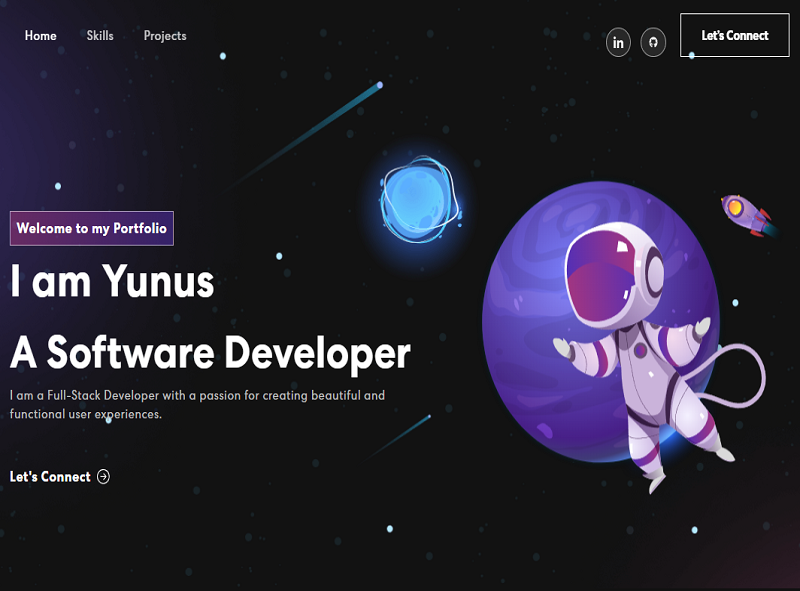 Home Skills Projects in Let's Connect
Welcome to my Portfolio
I am Yunus
A Software Developer
I am a Full-Stack Developer with a passion for creating beautiful and
functional user experiences.
Let's Connect